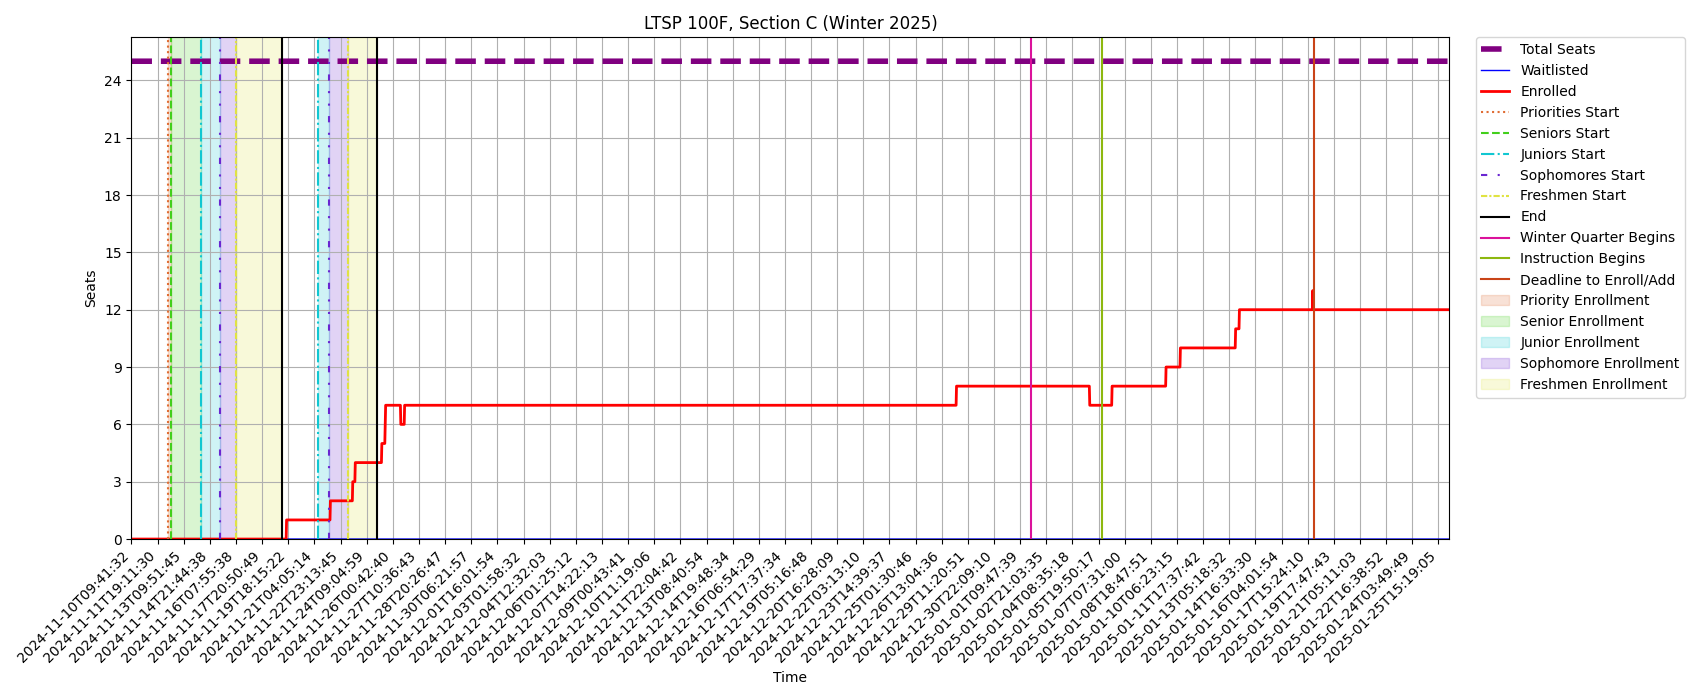 LTSP 100F, Section C (Winter 2025)
Seats
24
21
18
15
12
9
6
3
0
2024-11-10T09:41:32
2024-11-11T19:11:30
2024-11-13T09:51:45
2024-11-14T21:44:38
2024-11-16T07:55:38
2024-11-17T20:50:49
2024-11-19T18:15:22
2024-11-21T04:05:14
2024-11-22T23:13:45
2024-11-24T09:04:59
2024-11-26T00:42:40
2024-11-27T10:36:43
2024-11-28T20:26:47
2024-11-30T06:21:57
2024-12-01T16:01:54
2024-12-03T01:58:32
2024-12-04T12:32:03
2024-12-06T01:25:12
2024-12-07T14:22:13
2024-12-09T00:43:41
2024-12-10T11:19:06
2024-12-11T22:04:42
2024-12-13T08:40:54
2024-12-14T19:48:34
2024-12-16T06:54:29
2024-12-17T17:37:34
2024-12-19T05:16:48
2024-12-20T16:28:09
2024-12-22T03:13:10
2024-12-23T14:39:37
2024-12-25T01:30:46
2024-12-26T13:04:36
2024-12-29T11:20:51
2024-12-30T22:09:10
2025-01-01T09:47:39
2025-01-02T21:03:35
2025-01-04T08:35:18
2025-01-05T19:50:17
2025-01-07T07:31:00
2025-01-08T18:47:51
2025-01-10T06:23:15
2025-01-11T17:37:42
2025-01-13T05:18:32
2025-01-14T16:33:30
2025-01-16T04:01:54
2025-01-17T15:24:10
2025-01-19T17:47:43
2025-01-21T05:11:03
2025-01-22T16:38:52
2025-01-24T03:49:49
2025-01-25T15:19:05
Time
Total Seats
Waitlisted
Enrolled
Priorities Start
Seniors Start
Juniors Start
Sophomores Start
Freshmen Start
End
Winter Quarter Begins
Instruction Begins
Deadline to Enroll/Add
Priority Enrollment
Senior Enrollment
Junior Enrollment
Sophomore Enrollment
Freshmen Enrollment